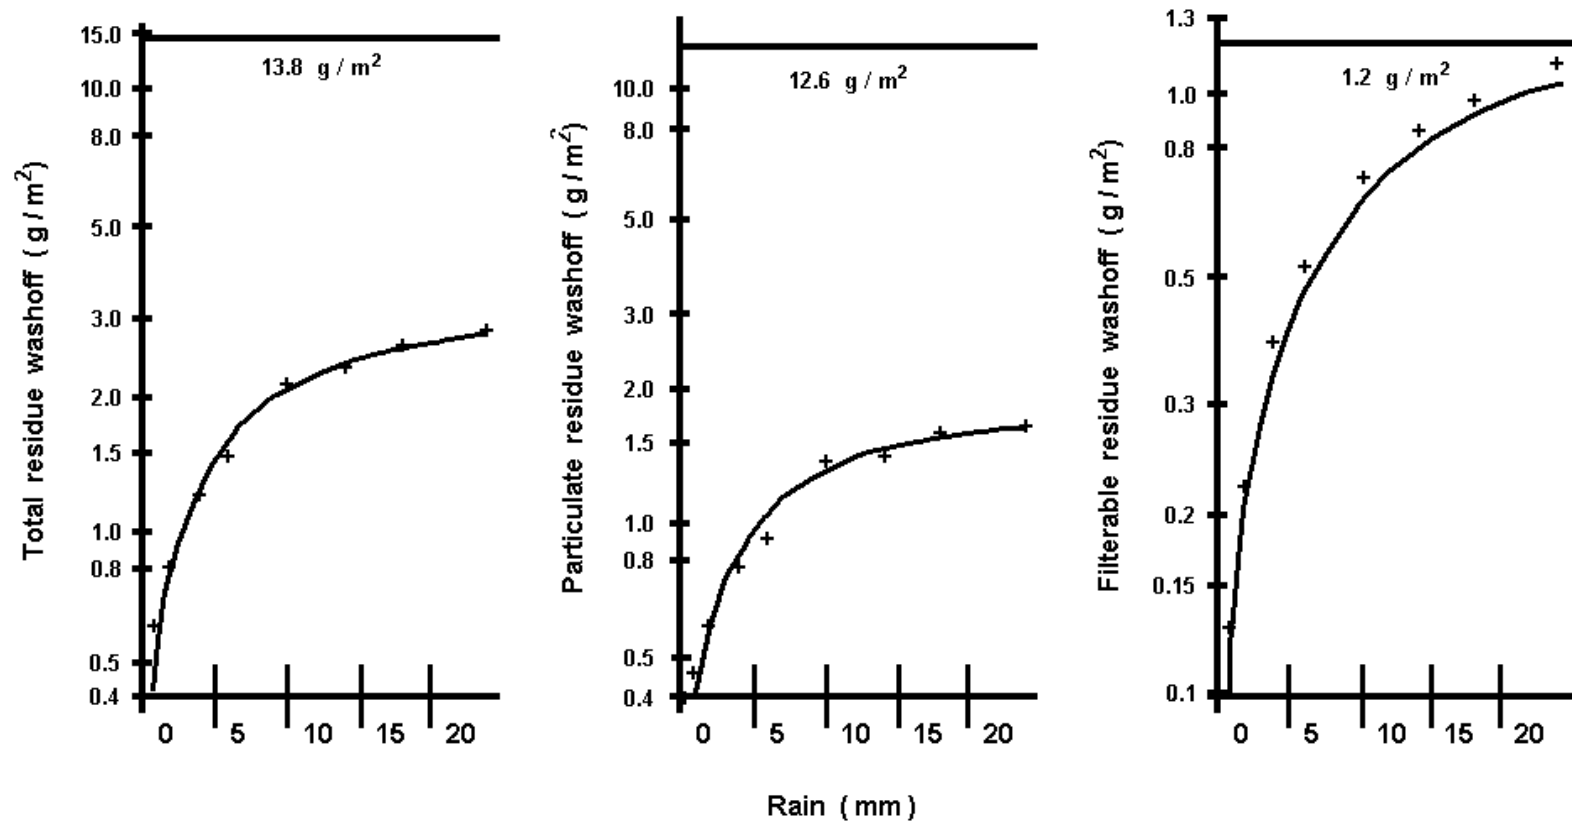 Total residue washoff ( g / m²)
15.0
10.0
8.0
5.0
3.0
2.0
1.5
1.0
0.8
0.5
0.4
13.8 g / m²
0 5 10 15 20
Particulate residue washoff ( g / m²)
10.0
8.0
5.0
3.0
2.0
1.5
1.0
0.8
0.5
0.4
12.6 g / m²
0 5 10 15 20
Filterable residue washoff ( g / m²)
1.3
1.0
0.8
0.5
0.3
0.2
0.15
0.1
1.2 g / m²
0 5 10 15 20
Rain ( mm )